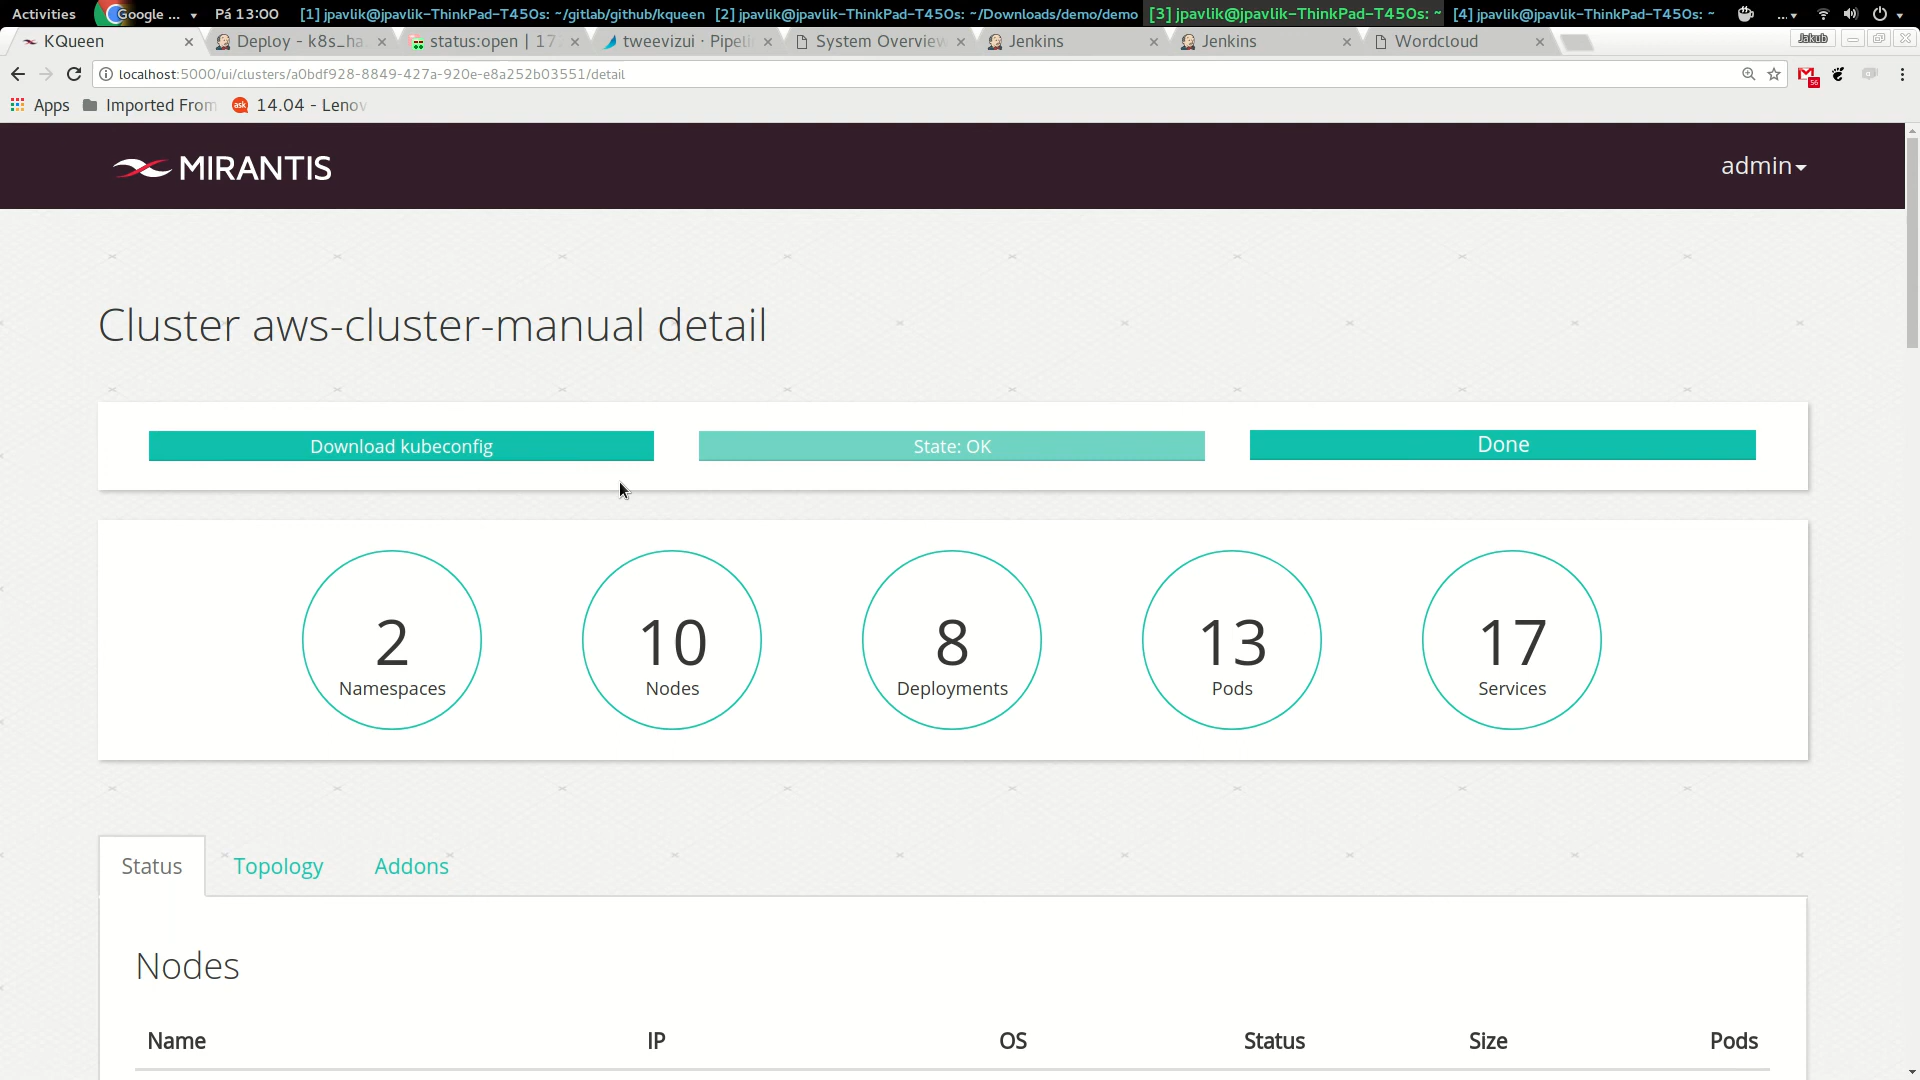 Activities Google ... Pá 13:00 [1] jpavlik@jpavlik-ThinkPad-T450s: ~/gitlab/github/kqueen [2] jpavlik@jpavlik-ThinkPad-T450s: ~/Downloads/demo/demo [3] jpavlik@jpavlik-ThinkPad-T450s: ~ [4] jpavlik@jpavlik-ThinkPad-T450s: ~ ...
KQueen Deploy - k8s_ha status:open | 17 tweevizui · Pipeli System Overview Jenkins Jenkins Wordcloud Jakub
localhost:5000/ui/clusters/a0bdf928-8849-427a-920e-e8a252b03551/detail 56
Apps Imported From ask 14.04 - Lenov
MIRANTIS admin
Cluster aws-cluster-manual detail
Download kubeconfig State: OK Done
2 10 8 13 17
Namespaces Nodes Deployments Pods Services
Status Topology Addons
Nodes
Name IP OS Status Size Pods